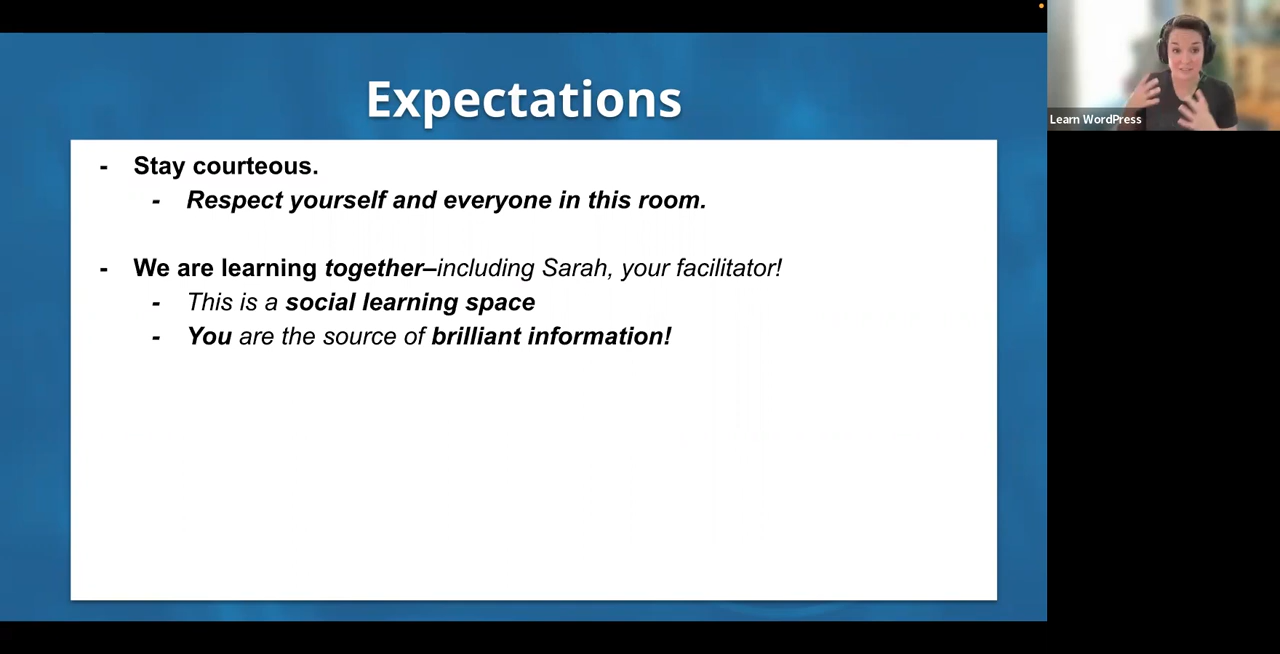 Expectations
- Stay courteous.
- Respect yourself and everyone in this room.
- We are learning together–including Sarah, your facilitator!
- This is a social learning space
- You are the source of brilliant information!
Learn WordPress